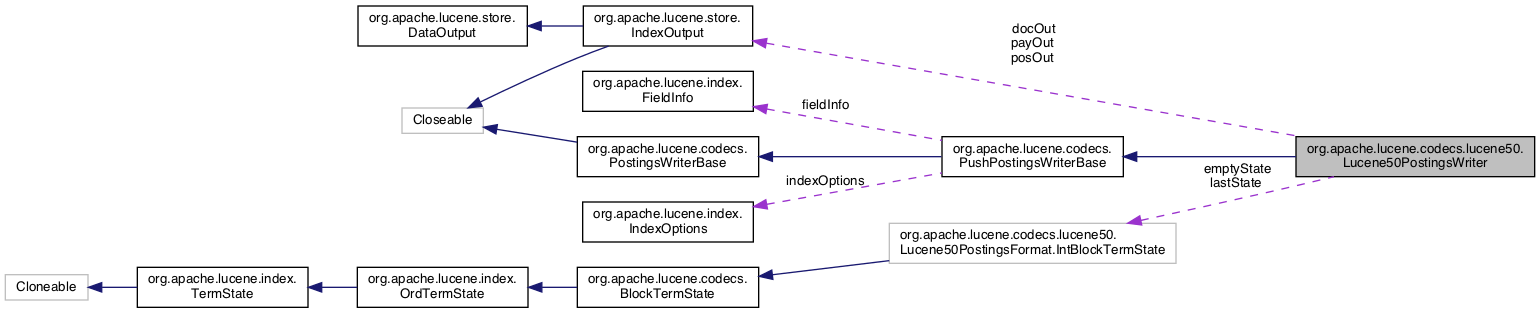 org.apache.lucene.store.
DataOutput
org.apache.lucene.store.
IndexOutput
docOut
payOut
posOut
org.apache.lucene.index.
FieldInfo
fieldInfo
Closeable
org.apache.lucene.codecs.
PostingsWriterBase
org.apache.lucene.codecs.
PushPostingsWriterBase
org.apache.lucene.codecs.lucene50.
Lucene50PostingsWriter
indexOptions
emptyState
lastState
org.apache.lucene.index.
IndexOptions
org.apache.lucene.codecs.lucene50.
Lucene50PostingsFormat.IntBlockTermState
Cloneable
org.apache.lucene.index.
TermState
org.apache.lucene.index.
OrdTermState
org.apache.lucene.codecs.
BlockTermState